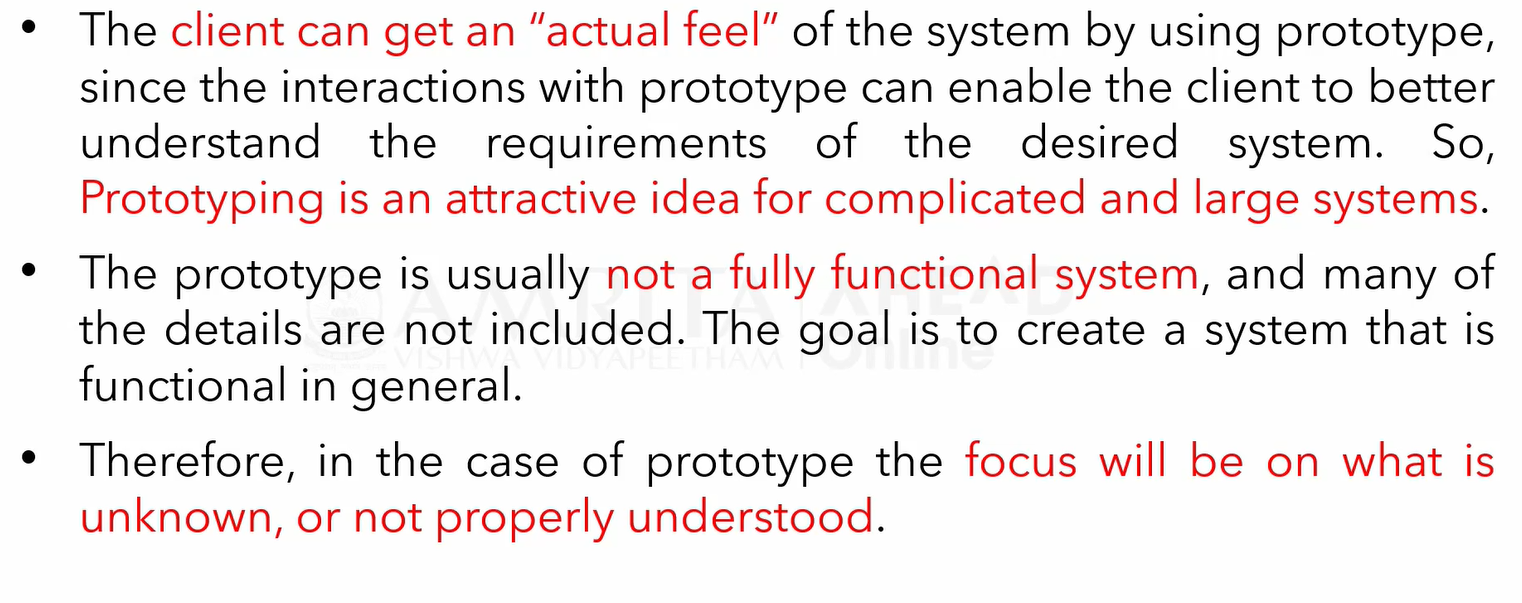 • The client can get an “actual feel” of the system by using prototype,
since the interactions with prototype can enable the client to better
understand the requirements of the desired system. So,
Prototyping is an attractive idea for complicated and large systems.
• The prototype is usually not a fully functional system, and many of
the details are not included. The goal is to create a system that is
functional in general.
• Therefore, in the case of prototype the focus will be on what is
unknown, or not properly understood.
AMRITA AHEAD
VISHWA VIDYAPEETHAM Online